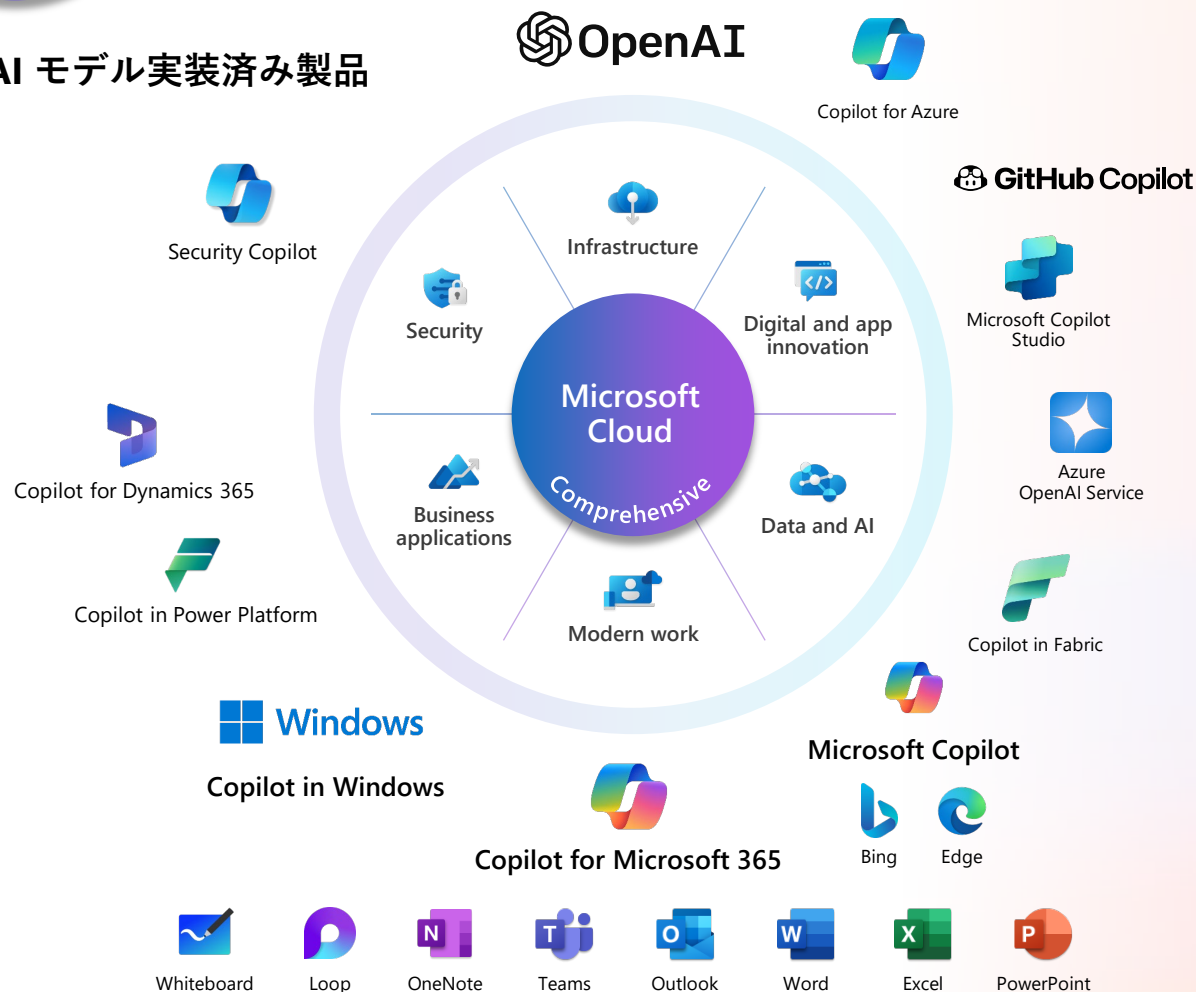 OpenAI
AI モデル実装済み製品
Copilot for Azure
GitHub Copilot
Security Copilot
Infrastructure
Security
Digital and app
innovation
Microsoft Copilot
Studio
Microsoft
Cloud
Comprehensive
Copilot for Dynamics 365
Business
applications
Data and AI
Azure
OpenAI Service
Copilot in Power Platform
Modern work
Copilot in Fabric
Windows
Copilot in Windows
Microsoft Copilot
Bing
Edge
Copilot for Microsoft 365
N
T
O
W
X
P
Whiteboard
Loop
OneNote
Teams
Outlook
Word
Excel
PowerPoint